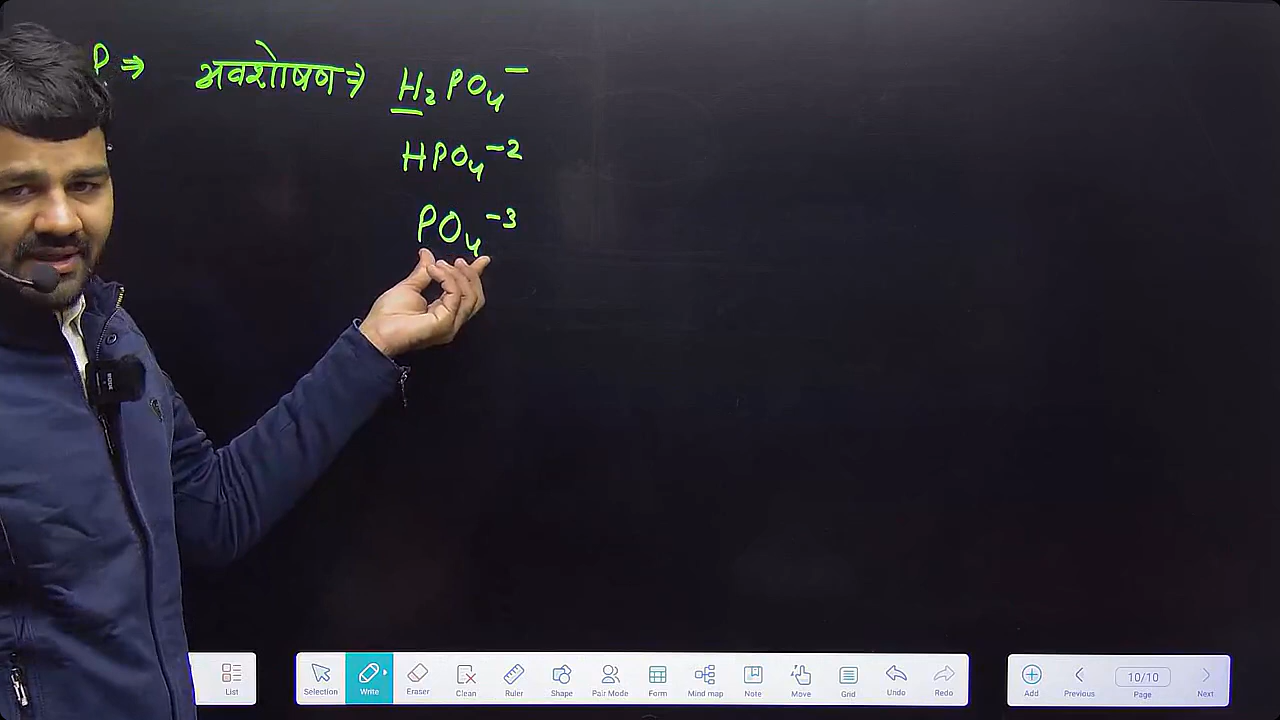 P ⇒ अवशोषण ⇒ H₂PO₄⁻
HPO₄⁻²
PO₄⁻³
List
Selection
Write
Eraser
Clean
Ruler
Shape
Pair Mode
Form
Mind map
Note
Move
Grid
Undo
Redo
Add
Previous
10/10
Page
Next